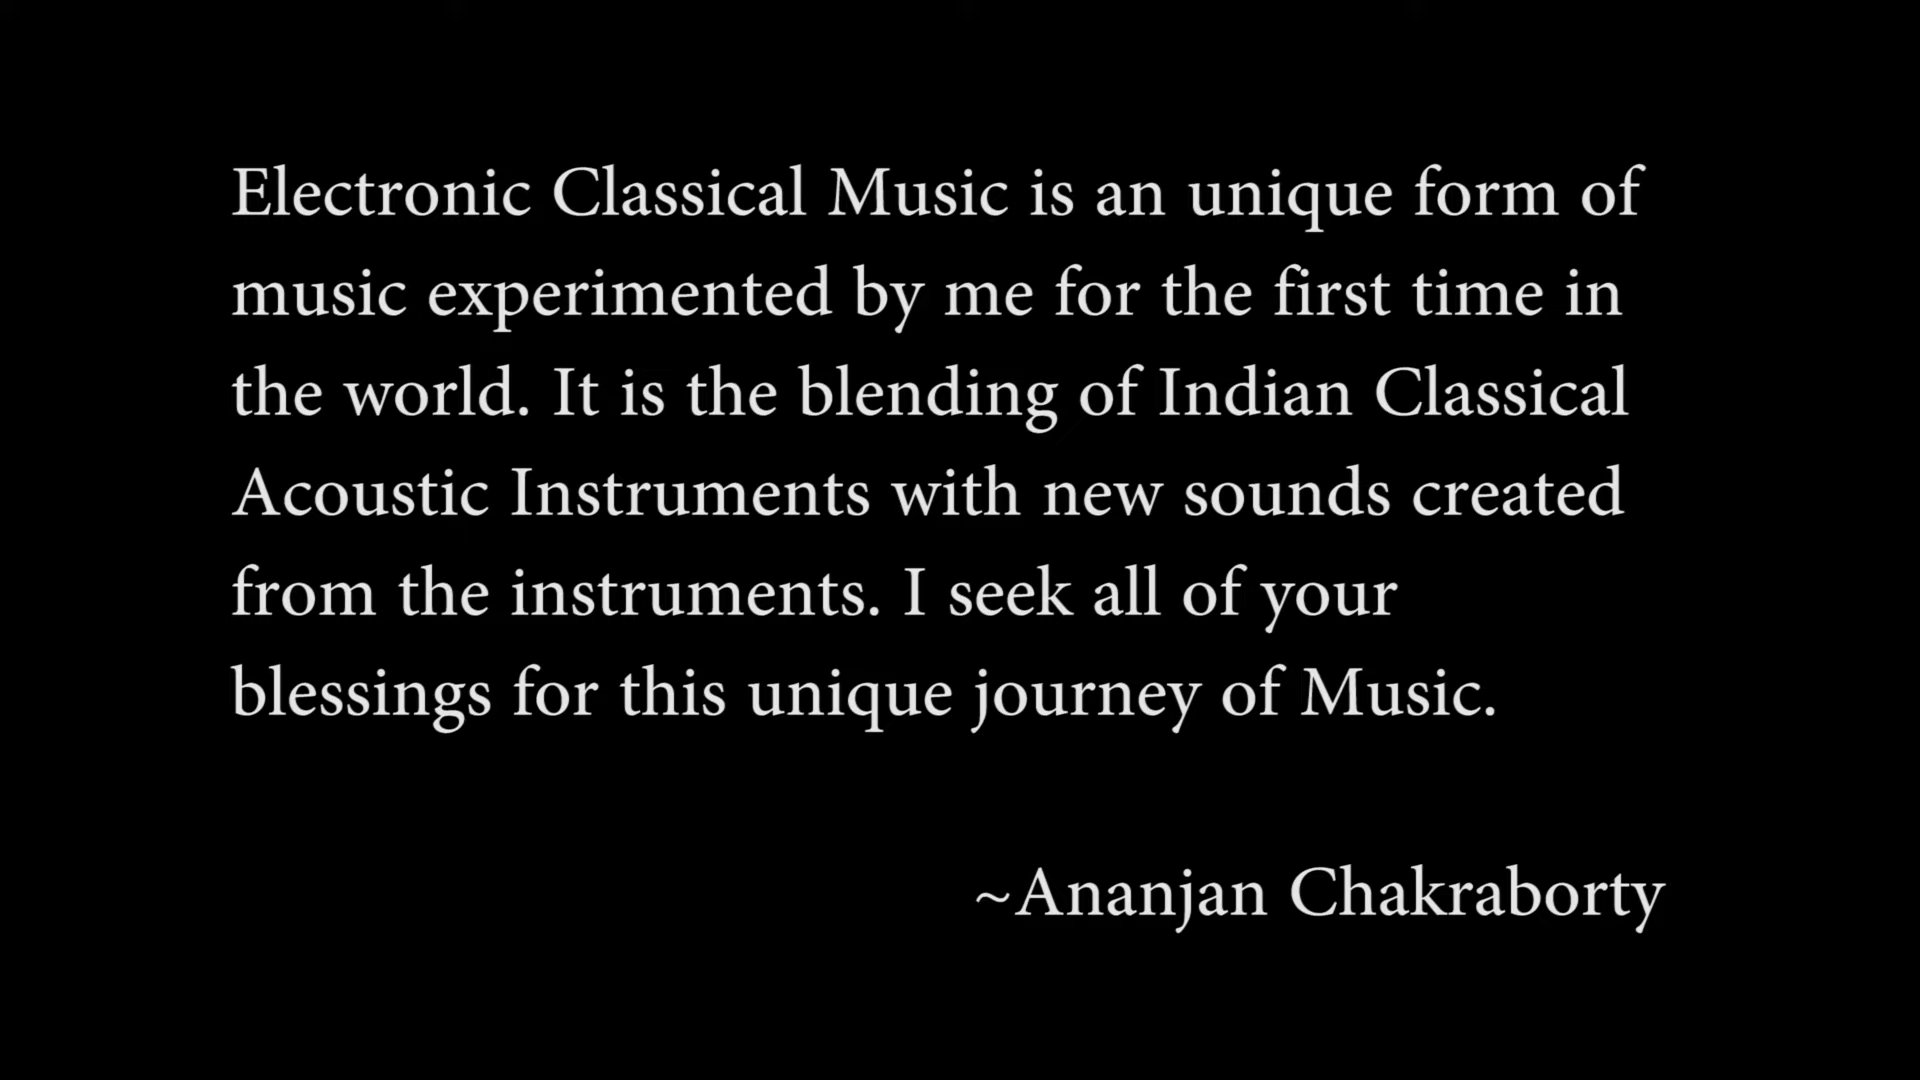 Electronic Classical Music is an unique form of
music experimented by me for the first time in
the world. It is the blending of Indian Classical
Acoustic Instruments with new sounds created
from the instruments. I seek all of your
blessings for this unique journey of Music.
~Ananjan Chakraborty